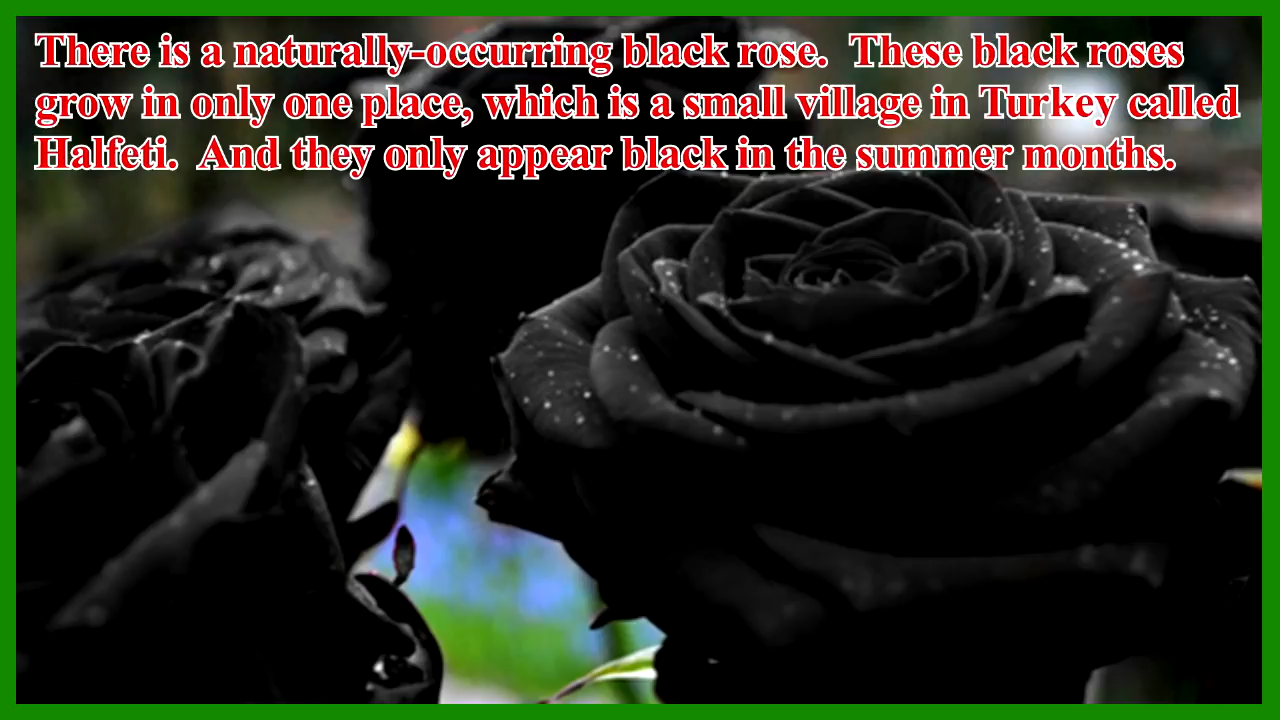 There is a naturally-occurring black rose.  These black roses
grow in only one place, which is a small village in Turkey called
Halfeti.  And they only appear black in the summer months.